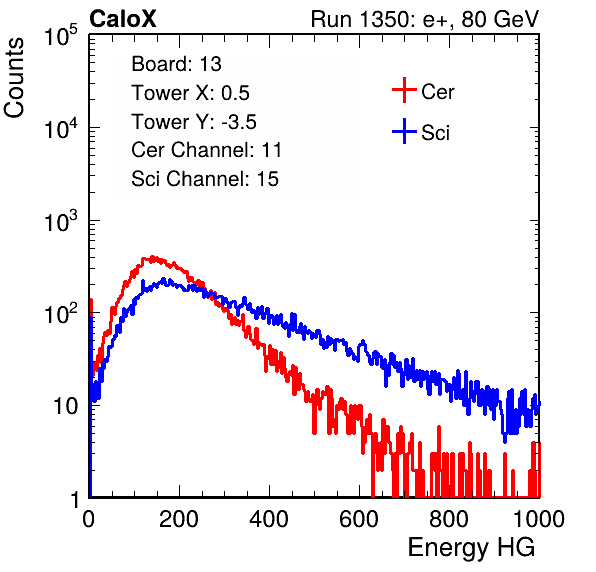 CaloX Run 1350: e+, 80 GeV
Counts
Board: 13
Tower X: 0.5
Tower Y: -3.5
Cer Channel: 11
Sci Channel: 15
Cer
Sci
10^5
10^4
10^3
10^2
10
1
0 200 400 600 800 1000
Energy HG